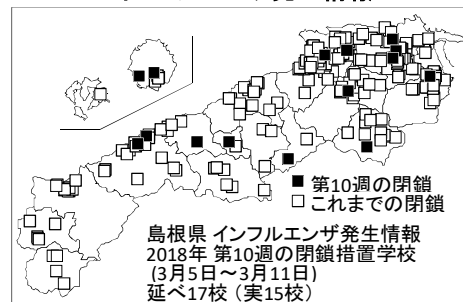 ■ 第10週の閉鎖
□ これまでの閉鎖
島根県 インフルエンザ発生情報
2018年 第10週の閉鎖措置学校
(3月5日～3月11日)
延べ17校 (実15校)